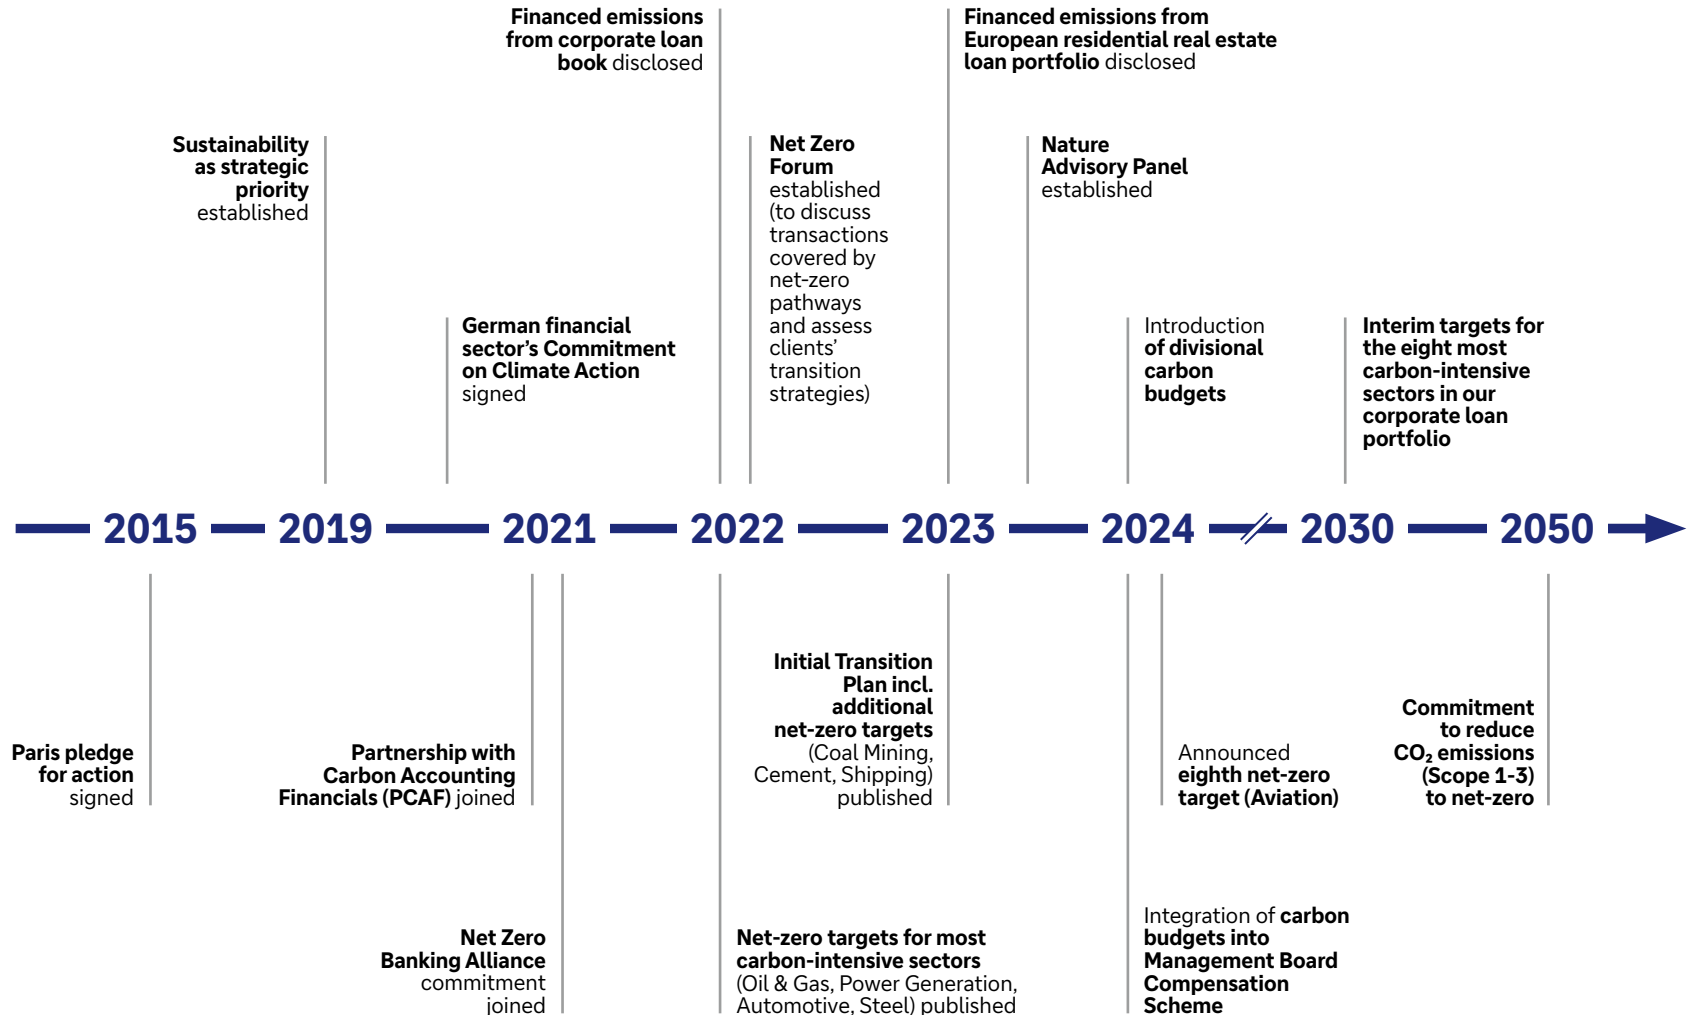 Financed emissions
from corporate loan
book disclosed
Financed emissions from
European residential real estate
loan portfolio disclosed
Sustainability
as strategic
priority
established
Net Zero
Forum
established
(to discuss
transactions
covered by
net-zero
pathways
and assess
clients’
transition
strategies)
Nature
Advisory Panel
established
German financial
sector’s Commitment
on Climate Action
signed
Introduction
of divisional
carbon
budgets
Interim targets for
the eight most
carbon-intensive
sectors in our
corporate loan
portfolio
2015 2019 2021 2022 2023 2024 2030 2050
Paris pledge
for action
signed
Partnership with
Carbon Accounting
Financials (PCAF) joined
Initial Transition
Plan incl.
additional
net-zero targets
(Coal Mining,
Cement, Shipping)
published
Announced
eighth net-zero
target (Aviation)
Commitment
to reduce
CO₂ emissions
(Scope 1-3)
to net-zero
Net Zero
Banking Alliance
commitment
joined
Net-zero targets for most
carbon-intensive sectors
(Oil & Gas, Power Generation,
Automotive, Steel) published
Integration of carbon
budgets into
Management Board
Compensation
Scheme